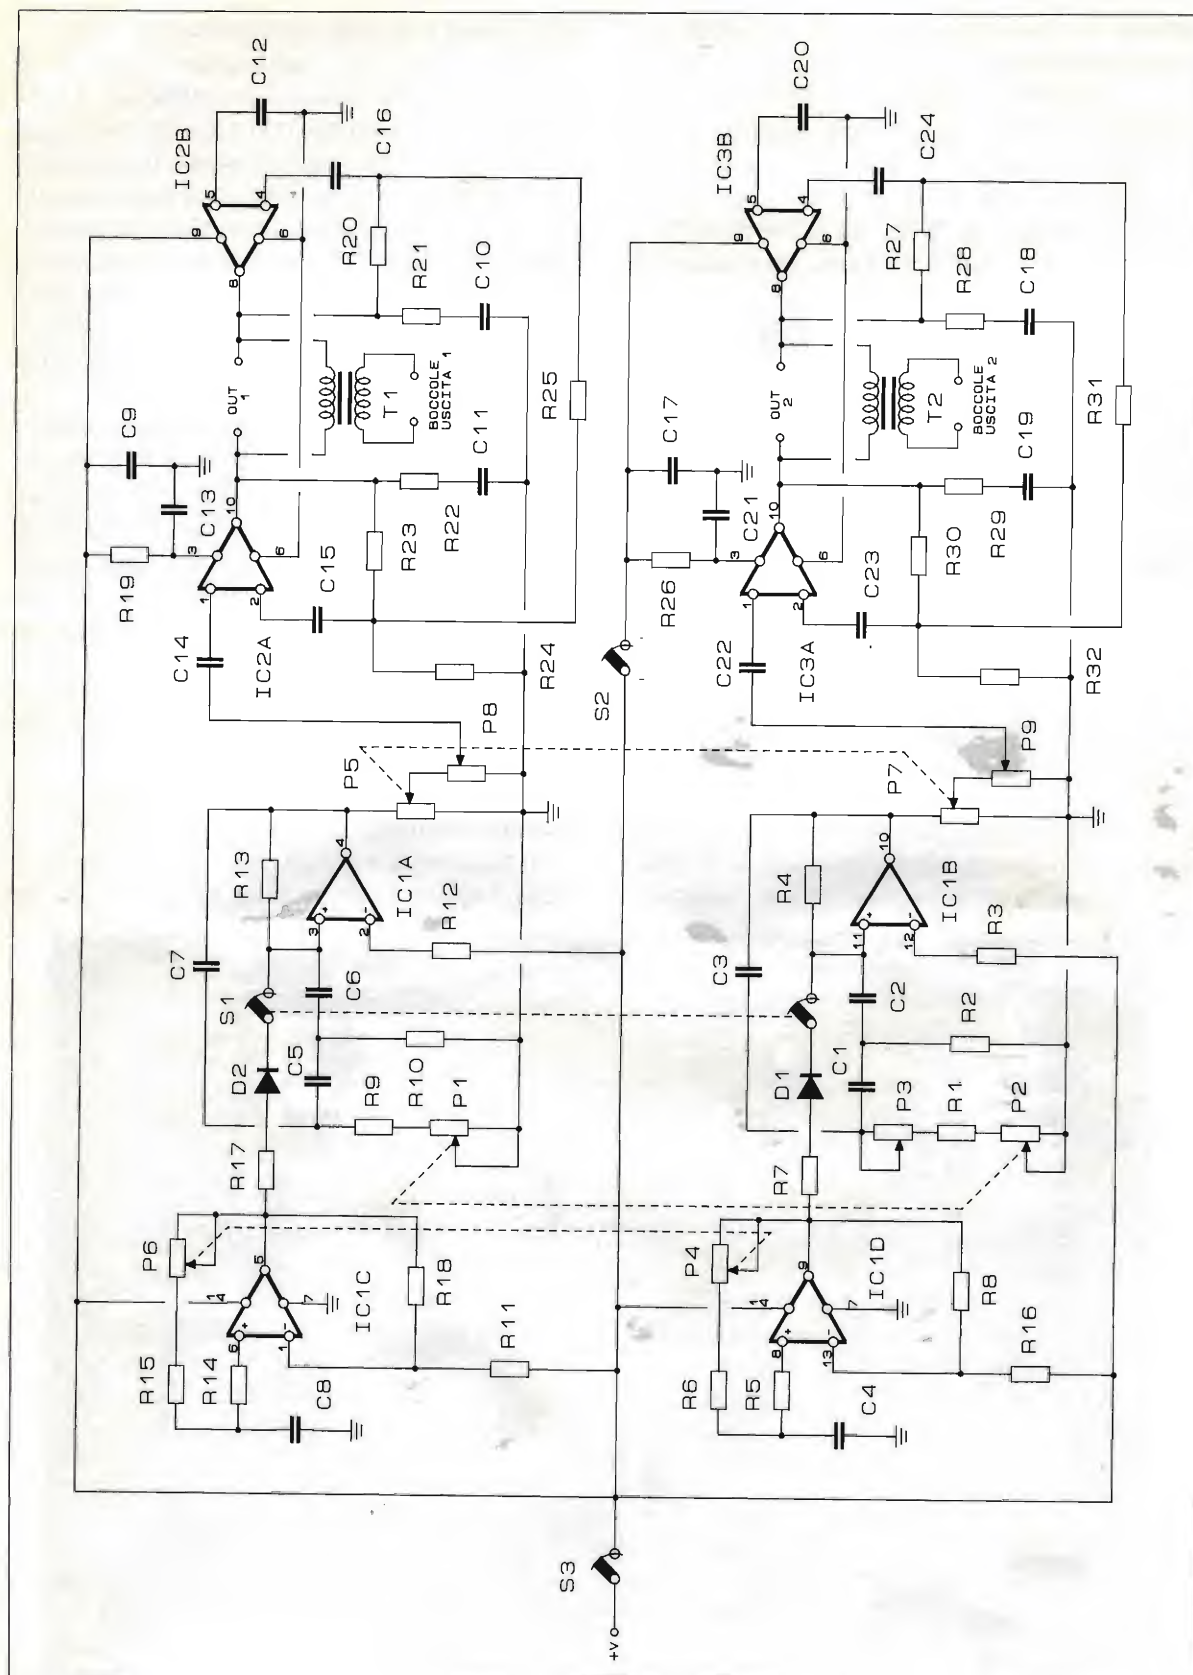 C12
IC2B
C16
5
4
9
6
8
R20
R21
C10
C9
OUT
1
T1
BOCCOLE
USCITA 1
C11
R25
C13
10
R19
3
6
1
2
C15
R23
R22
C14
IC2A
R24
P8
P5
S2
C7
R13
4
IC1A
3
+
2
-
R12
S1
C6
D2
C5
R9
R10
P1
R17
P6
5
IC1C
14
7
R18
6
+
1
-
R15
R14
C8
R11
S3
+V
C20
IC3B
C24
5
4
9
6
8
R27
R28
C18
C17
OUT
2
T2
BOCCOLE
USCITA 2
C19
R31
C21
10
R26
3
6
1
2
C23
R30
R29
C22
IC3A
R32
P9
P7
C3
R4
10
IC1B
11
+
12
-
R3
C2
R2
D1
C1
P3
R1
P2
R7
P4
9
IC1D
14
7
R8
8
+
13
-
R6
R5
C4
R16